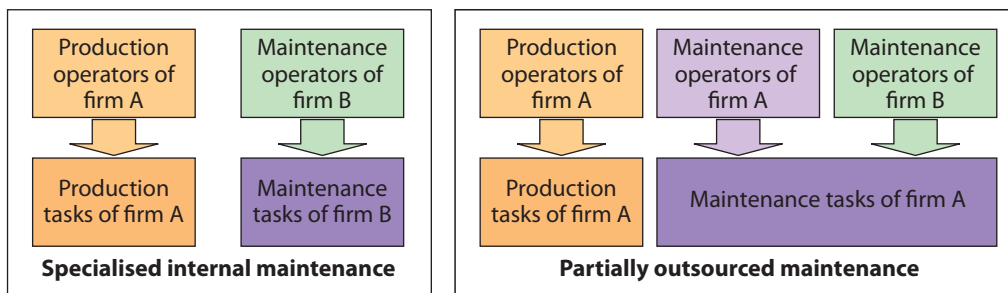 Production
operators of
firm A
Maintenance
operators of
firm B
Production
tasks of firm A
Maintenance
tasks of firm B
Specialised internal maintenance
Production
operators of
firm A
Maintenance
operators of
firm A
Maintenance
operators of
firm B
Production
tasks of firm A
Maintenance tasks of firm A
Partially outsourced maintenance